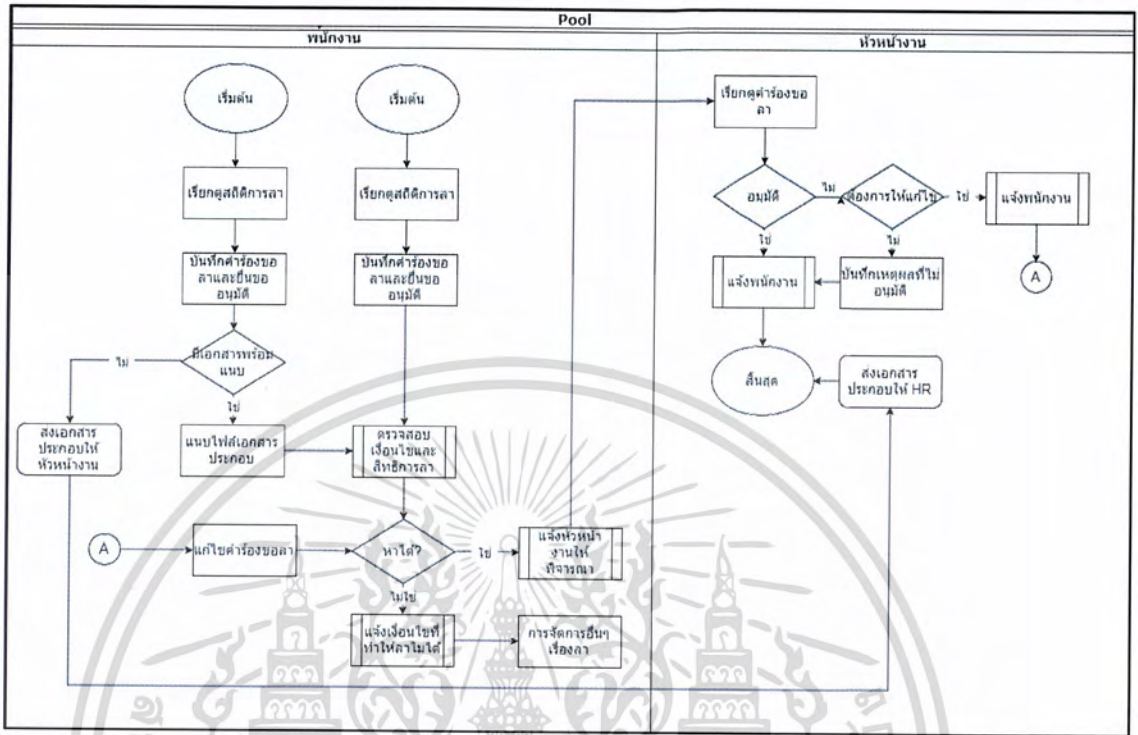 Pool
พนักงาน
หัวหน้างาน
เริ่มต้น
เริ่มต้น
เรียกดูสถิติการลา
เรียกดูสถิติการลา
บันทึกคำร้องขอ
ลาและยื่นขอ
อนุมัติ
บันทึกคำร้องขอ
ลาและยื่นขอ
อนุมัติ
มีเอกสารพร้อม
แนบ
ไม่
ใช่
ส่งเอกสาร
ประกอบให้
หัวหน้างาน
แนบไฟล์เอกสาร
ประกอบ
ตรวจสอบ
เงื่อนไขและ
สิทธิการลา
A
แก้ไขคำร้องขอลา
หาได้?
ใช่
แจ้งหัวหน้า
งานให้
พิจารณา
ไม่ใช่
แจ้งเงื่อนไขที่
ทำให้ลาไม่ได้
การจัดการอื่นๆ
เรื่องลา
เรียกดูคำร้องขอ
ลา
อนุมัติ
ไม่
ต้องการให้แก้ไข
ใช่
แจ้งพนักงาน
ใช่
ไม่
แจ้งพนักงาน
บันทึกเหตุผลที่ไม่
อนุมัติ
A
สิ้นสุด
ส่งเอกสาร
ประกอบให้ HR